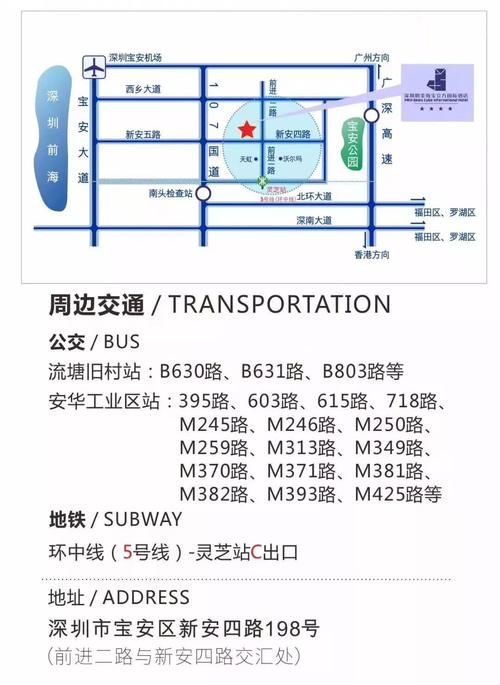 深圳宝安机场
广州方向
西乡大道
前进二路
107国道
宝安大道
深圳前海
新安五路
新安四路
广深高速
宝安公园
天虹
沃尔玛
前进一路
灵芝站
5号线(环中线)
南头检查站
北环大道
福田区、罗湖区
深南大道
福田区、罗湖区
香港方向
周边交通 / TRANSPORTATION
公交 / BUS
流塘旧村站：B630路、B631路、B803路等
安华工业区站：395路、603路、615路、718路、
M245路、M246路、M250路、
M259路、M313路、M349路、
M370路、M371路、M381路、
M382路、M393路、M425路等
地铁 / SUBWAY
环中线（5号线）-灵芝站C出口
地址 / ADDRESS
深圳市宝安区新安四路198号
(前进二路与新安四路交汇处)